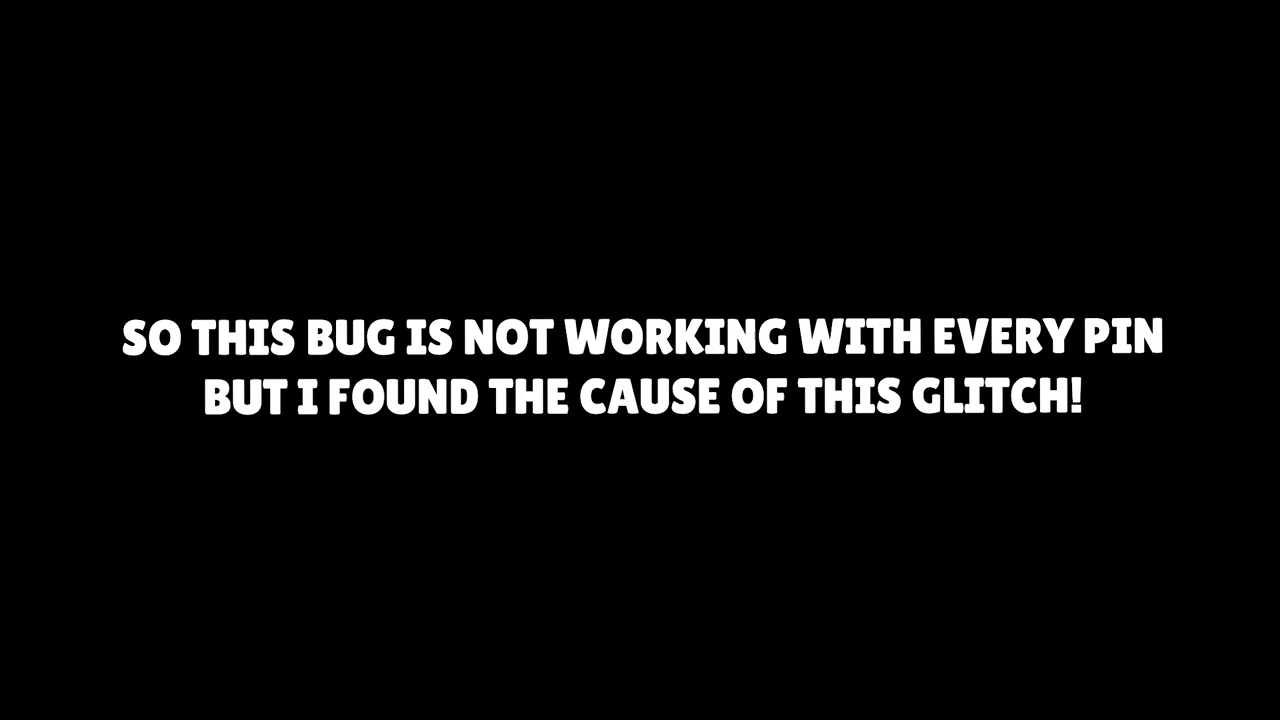 SO THIS BUG IS NOT WORKING WITH EVERY PIN
BUT I FOUND THE CAUSE OF THIS GLITCH!